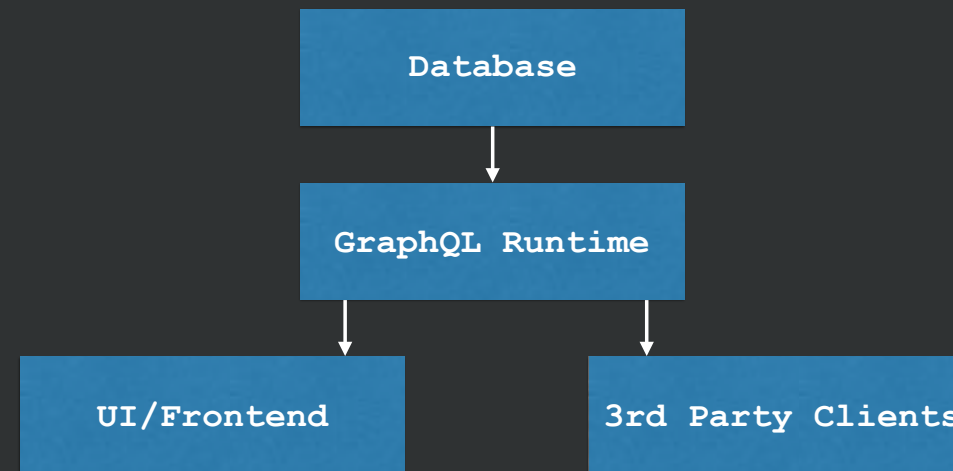 Database
GraphQL Runtime
UI/Frontend
3rd Party Clients